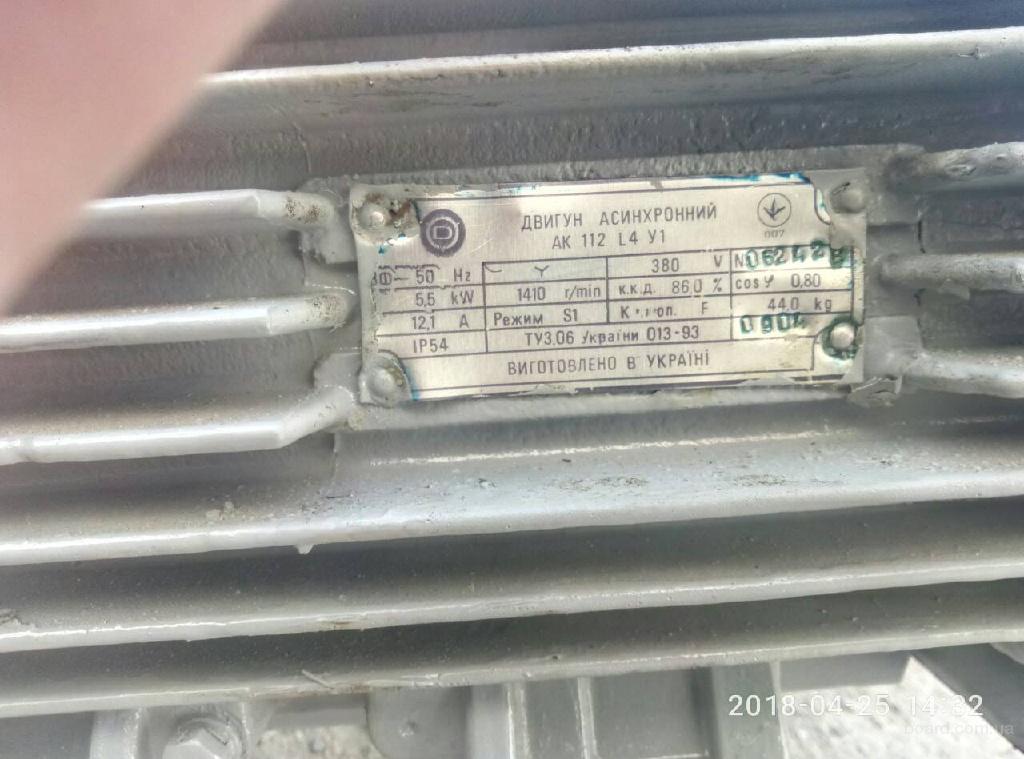 ДВИГУН АСИНХРОННИЙ
АК 112 L4 У1
007
50 Hz 380 V №
5,5 kW 1410 r/min к.к.д. 86,0 % cos φ 0,80
12,1 A Режим S1 F 44,0 kg
IP54 ТУ3.06 України 013-93 0904
ВИГОТОВЛЕНО В УКРАЇНІ
2018-04-25 14:32
board.com.ua